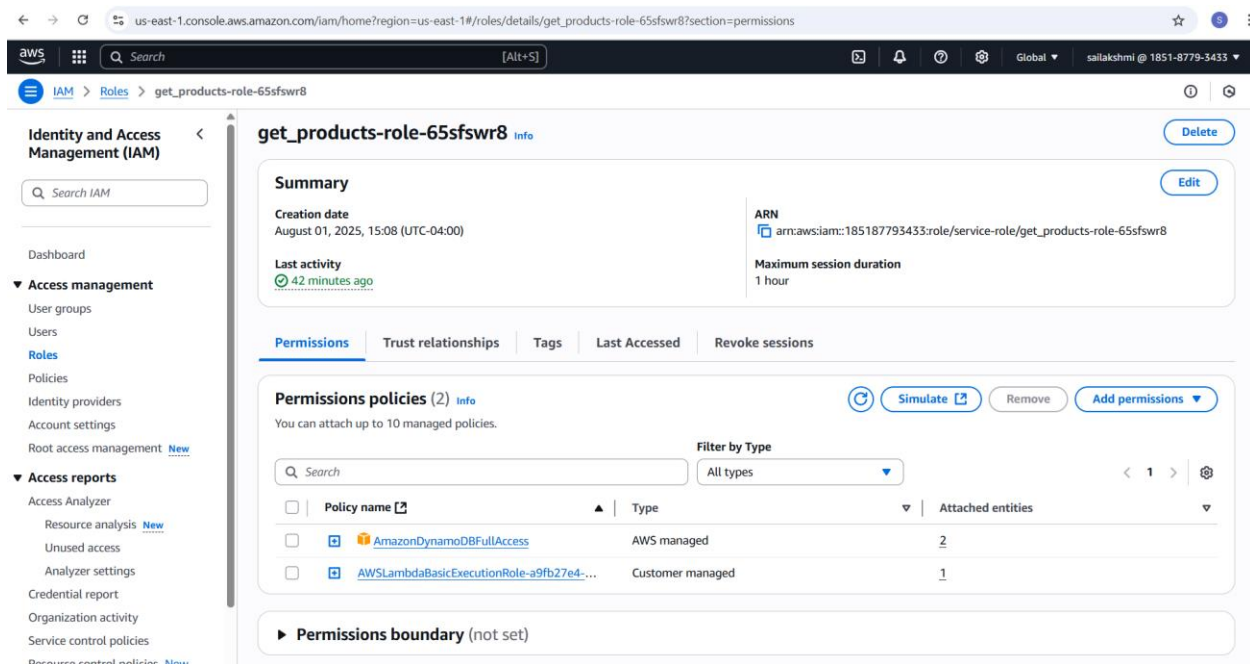 us-east-1.console.aws.amazon.com/iam/home?region=us-east-1#/roles/details/get_products-role-65sfswr8?section=permissions
S
aws
Search
[Alt+S]
Global
sailakshmi @ 1851-8779-3433
IAM > Roles > get_products-role-65sfswr8
Identity and Access Management (IAM)
Search IAM
Dashboard
Access management
User groups
Users
Roles
Policies
Identity providers
Account settings
Root access management New
Access reports
Access Analyzer
Resource analysis New
Unused access
Analyzer settings
Credential report
Organization activity
Service control policies
Resource control policies New
get_products-role-65sfswr8 Info
Delete
Summary
Edit
Creation date
August 01, 2025, 15:08 (UTC-04:00)
ARN
arn:aws:iam::185187793433:role/service-role/get_products-role-65sfswr8
Last activity
42 minutes ago
Maximum session duration
1 hour
Permissions Trust relationships Tags Last Accessed Revoke sessions
Permissions policies (2) Info
Simulate Remove Add permissions
You can attach up to 10 managed policies.
Filter by Type
Search
All types
1
Policy name Type Attached entities
AmazonDynamoDBFullAccess AWS managed 2
AWSLambdaBasicExecutionRole-a9fb27e4-... Customer managed 1
Permissions boundary (not set)